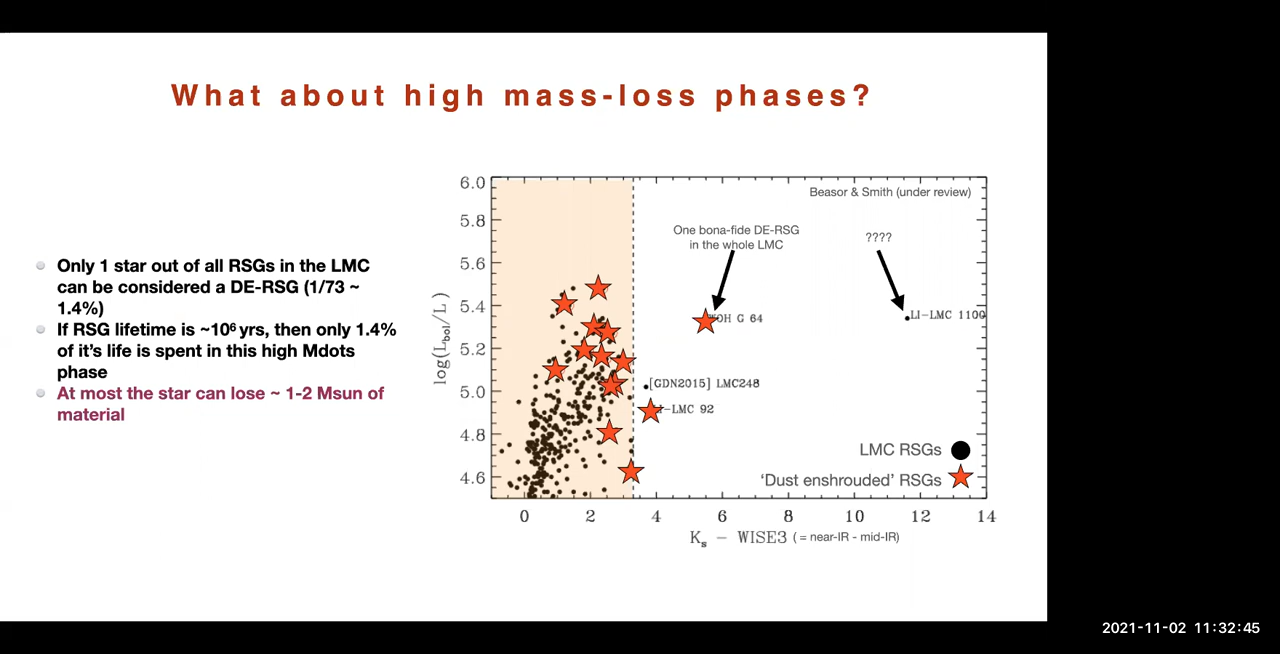 What about high mass-loss phases?
Only 1 star out of all RSGs in the LMC
can be considered a DE-RSG (1/73 ~
1.4%)
If RSG lifetime is ~10⁶ yrs, then only 1.4%
of it's life is spent in this high Mdots
phase
At most the star can lose ~ 1-2 Msun of
material
Beasor & Smith (under review)
One bona-fide DE-RSG
in the whole LMC
????
OH G 64
LI-LMC 1100
[GDN2015] LMC248
-LMC 92
LMC RSGs
'Dust enshrouded' RSGs
log(L_bol/L )
6.0
5.8
5.6
5.4
5.2
5.0
4.8
4.6
0 2 4 6 8 10 12 14
K_s - WISE3 ( = near-IR - mid-IR)
2021-11-02 11:32:45